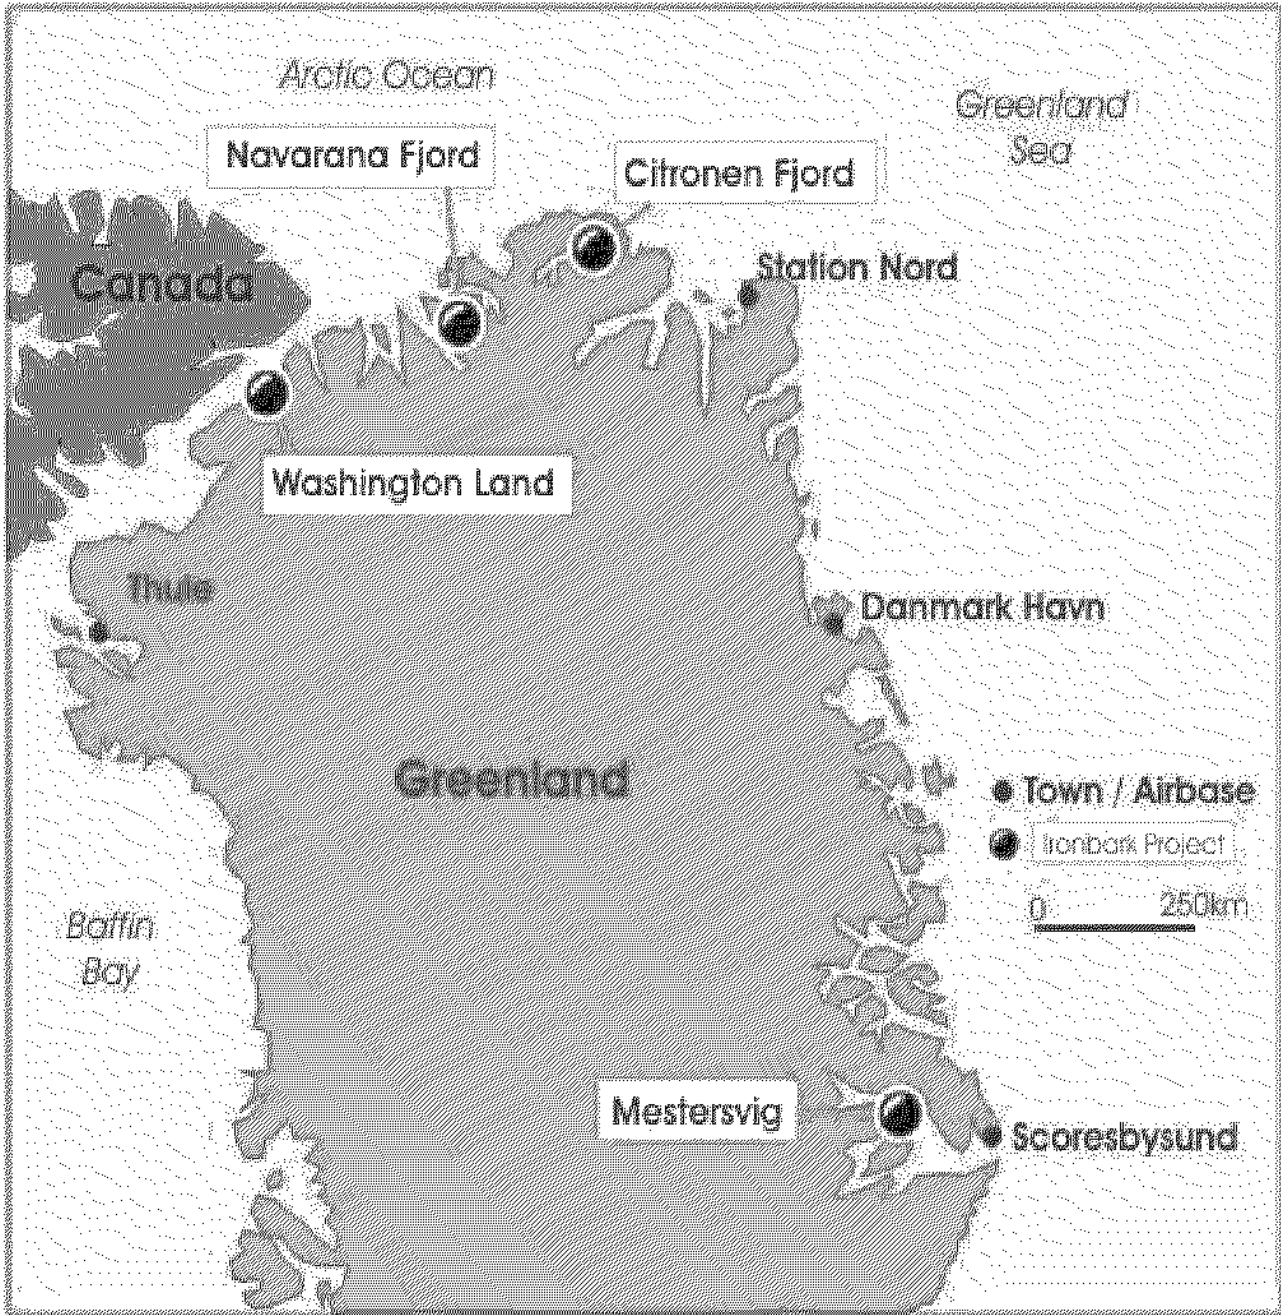 Arctic Ocean
Greenland
Sea
Navarana Fjord
Citronen Fjord
Station Nord
Canada
Washington Land
Thule
Danmark Havn
Greenland
Town / Airbase
Ironbark Project
0 250km
Baffin
Bay
Mestersvig
Scoresbysund